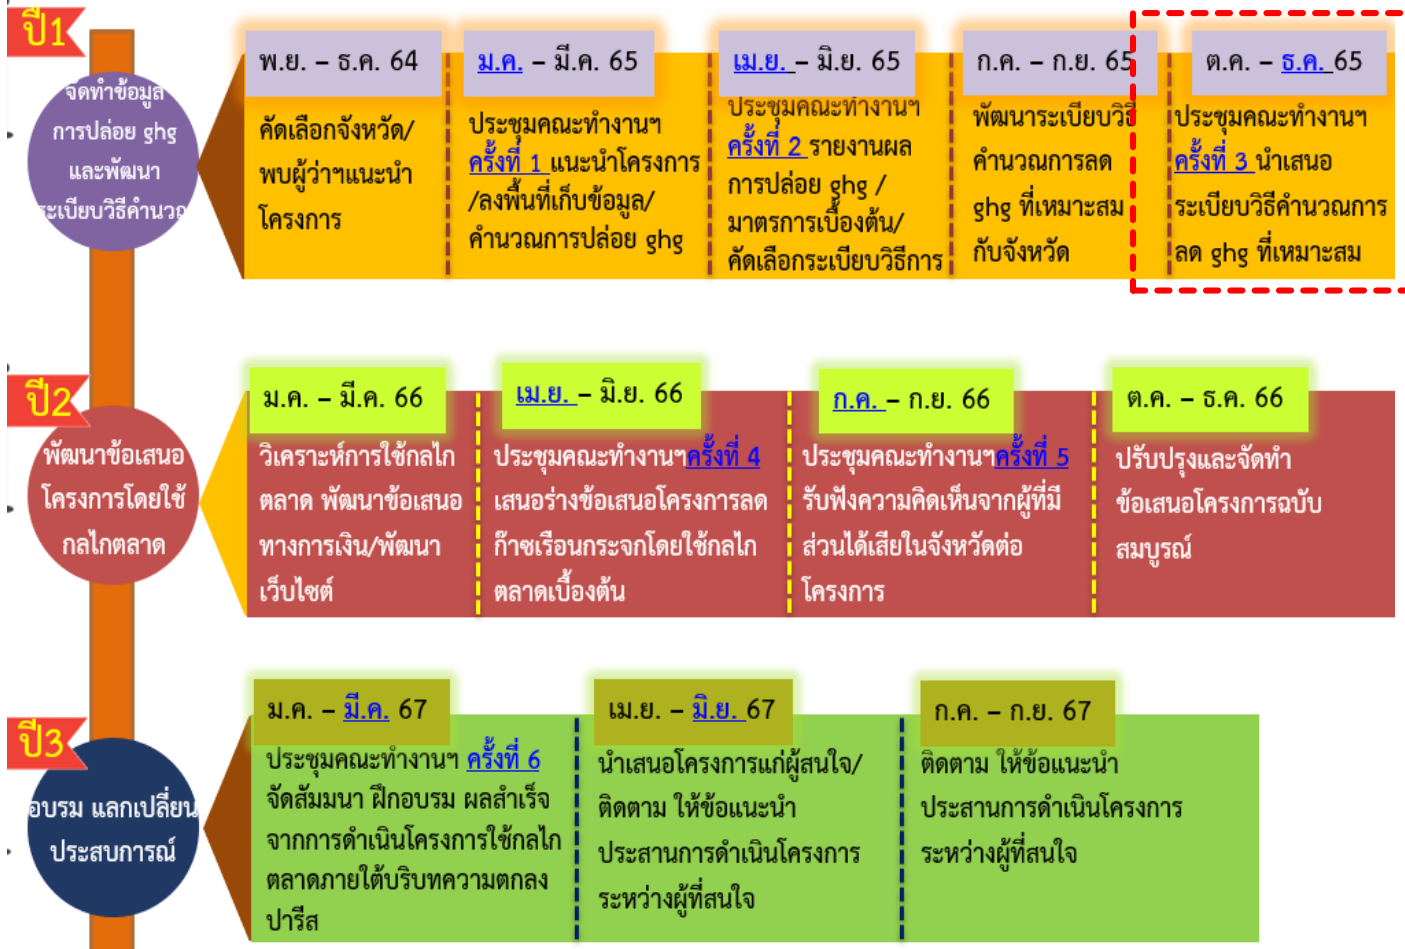 ปี1
จัดทำข้อมูล
การปล่อย ghg
และพัฒนา
ระเบียบวิธีคำนวณ
พ.ย. – ธ.ค. 64
คัดเลือกจังหวัด/
พบผู้ว่าฯแนะนำ
โครงการ
ม.ค. – มี.ค. 65
ประชุมคณะทำงานฯ
ครั้งที่ 1 แนะนำโครงการ
/ลงพื้นที่เก็บข้อมูล/
คำนวณการปล่อย ghg
เม.ย. – มิ.ย. 65
ประชุมคณะทำงานฯ
ครั้งที่ 2 รายงานผล
การปล่อย ghg /
มาตรการเบื้องต้น/
คัดเลือกระเบียบวิธีการ
ก.ค. – ก.ย. 65
พัฒนาระเบียบวิธี
คำนวณการลด
ghg ที่เหมาะสม
กับจังหวัด
ต.ค. – ธ.ค. 65
ประชุมคณะทำงานฯ
ครั้งที่ 3 นำเสนอ
ระเบียบวิธีคำนวณการ
ลด ghg ที่เหมาะสม
ปี2
พัฒนาข้อเสนอ
โครงการโดยใช้
กลไกตลาด
ม.ค. – มี.ค. 66
วิเคราะห์การใช้กลไก
ตลาด พัฒนาข้อเสนอ
ทางการเงิน/พัฒนา
เว็บไซต์
เม.ย. – มิ.ย. 66
ประชุมคณะทำงานฯครั้งที่ 4
เสนอร่างข้อเสนอโครงการลด
ก๊าซเรือนกระจกโดยใช้กลไก
ตลาดเบื้องต้น
ก.ค. – ก.ย. 66
ประชุมคณะทำงานฯครั้งที่ 5
รับฟังความคิดเห็นจากผู้ที่มี
ส่วนได้เสียในจังหวัดต่อ
โครงการ
ต.ค. – ธ.ค. 66
ปรับปรุงและจัดทำ
ข้อเสนอโครงการฉบับ
สมบูรณ์
ปี3
อบรม แลกเปลี่ยน
ประสบการณ์
ม.ค. – มี.ค. 67
ประชุมคณะทำงานฯ ครั้งที่ 6
จัดสัมมนา ฝึกอบรม ผลสำเร็จ
จากการดำเนินโครงการใช้กลไก
ตลาดภายใต้บริบทความตกลง
ปารีส
เม.ย. – มิ.ย. 67
นำเสนอโครงการแก่ผู้สนใจ/
ติดตาม ให้ข้อแนะนำ
ประสานการดำเนินโครงการ
ระหว่างผู้ที่สนใจ
ก.ค. – ก.ย. 67
ติดตาม ให้ข้อแนะนำ
ประสานการดำเนินโครงการ
ระหว่างผู้ที่สนใจ